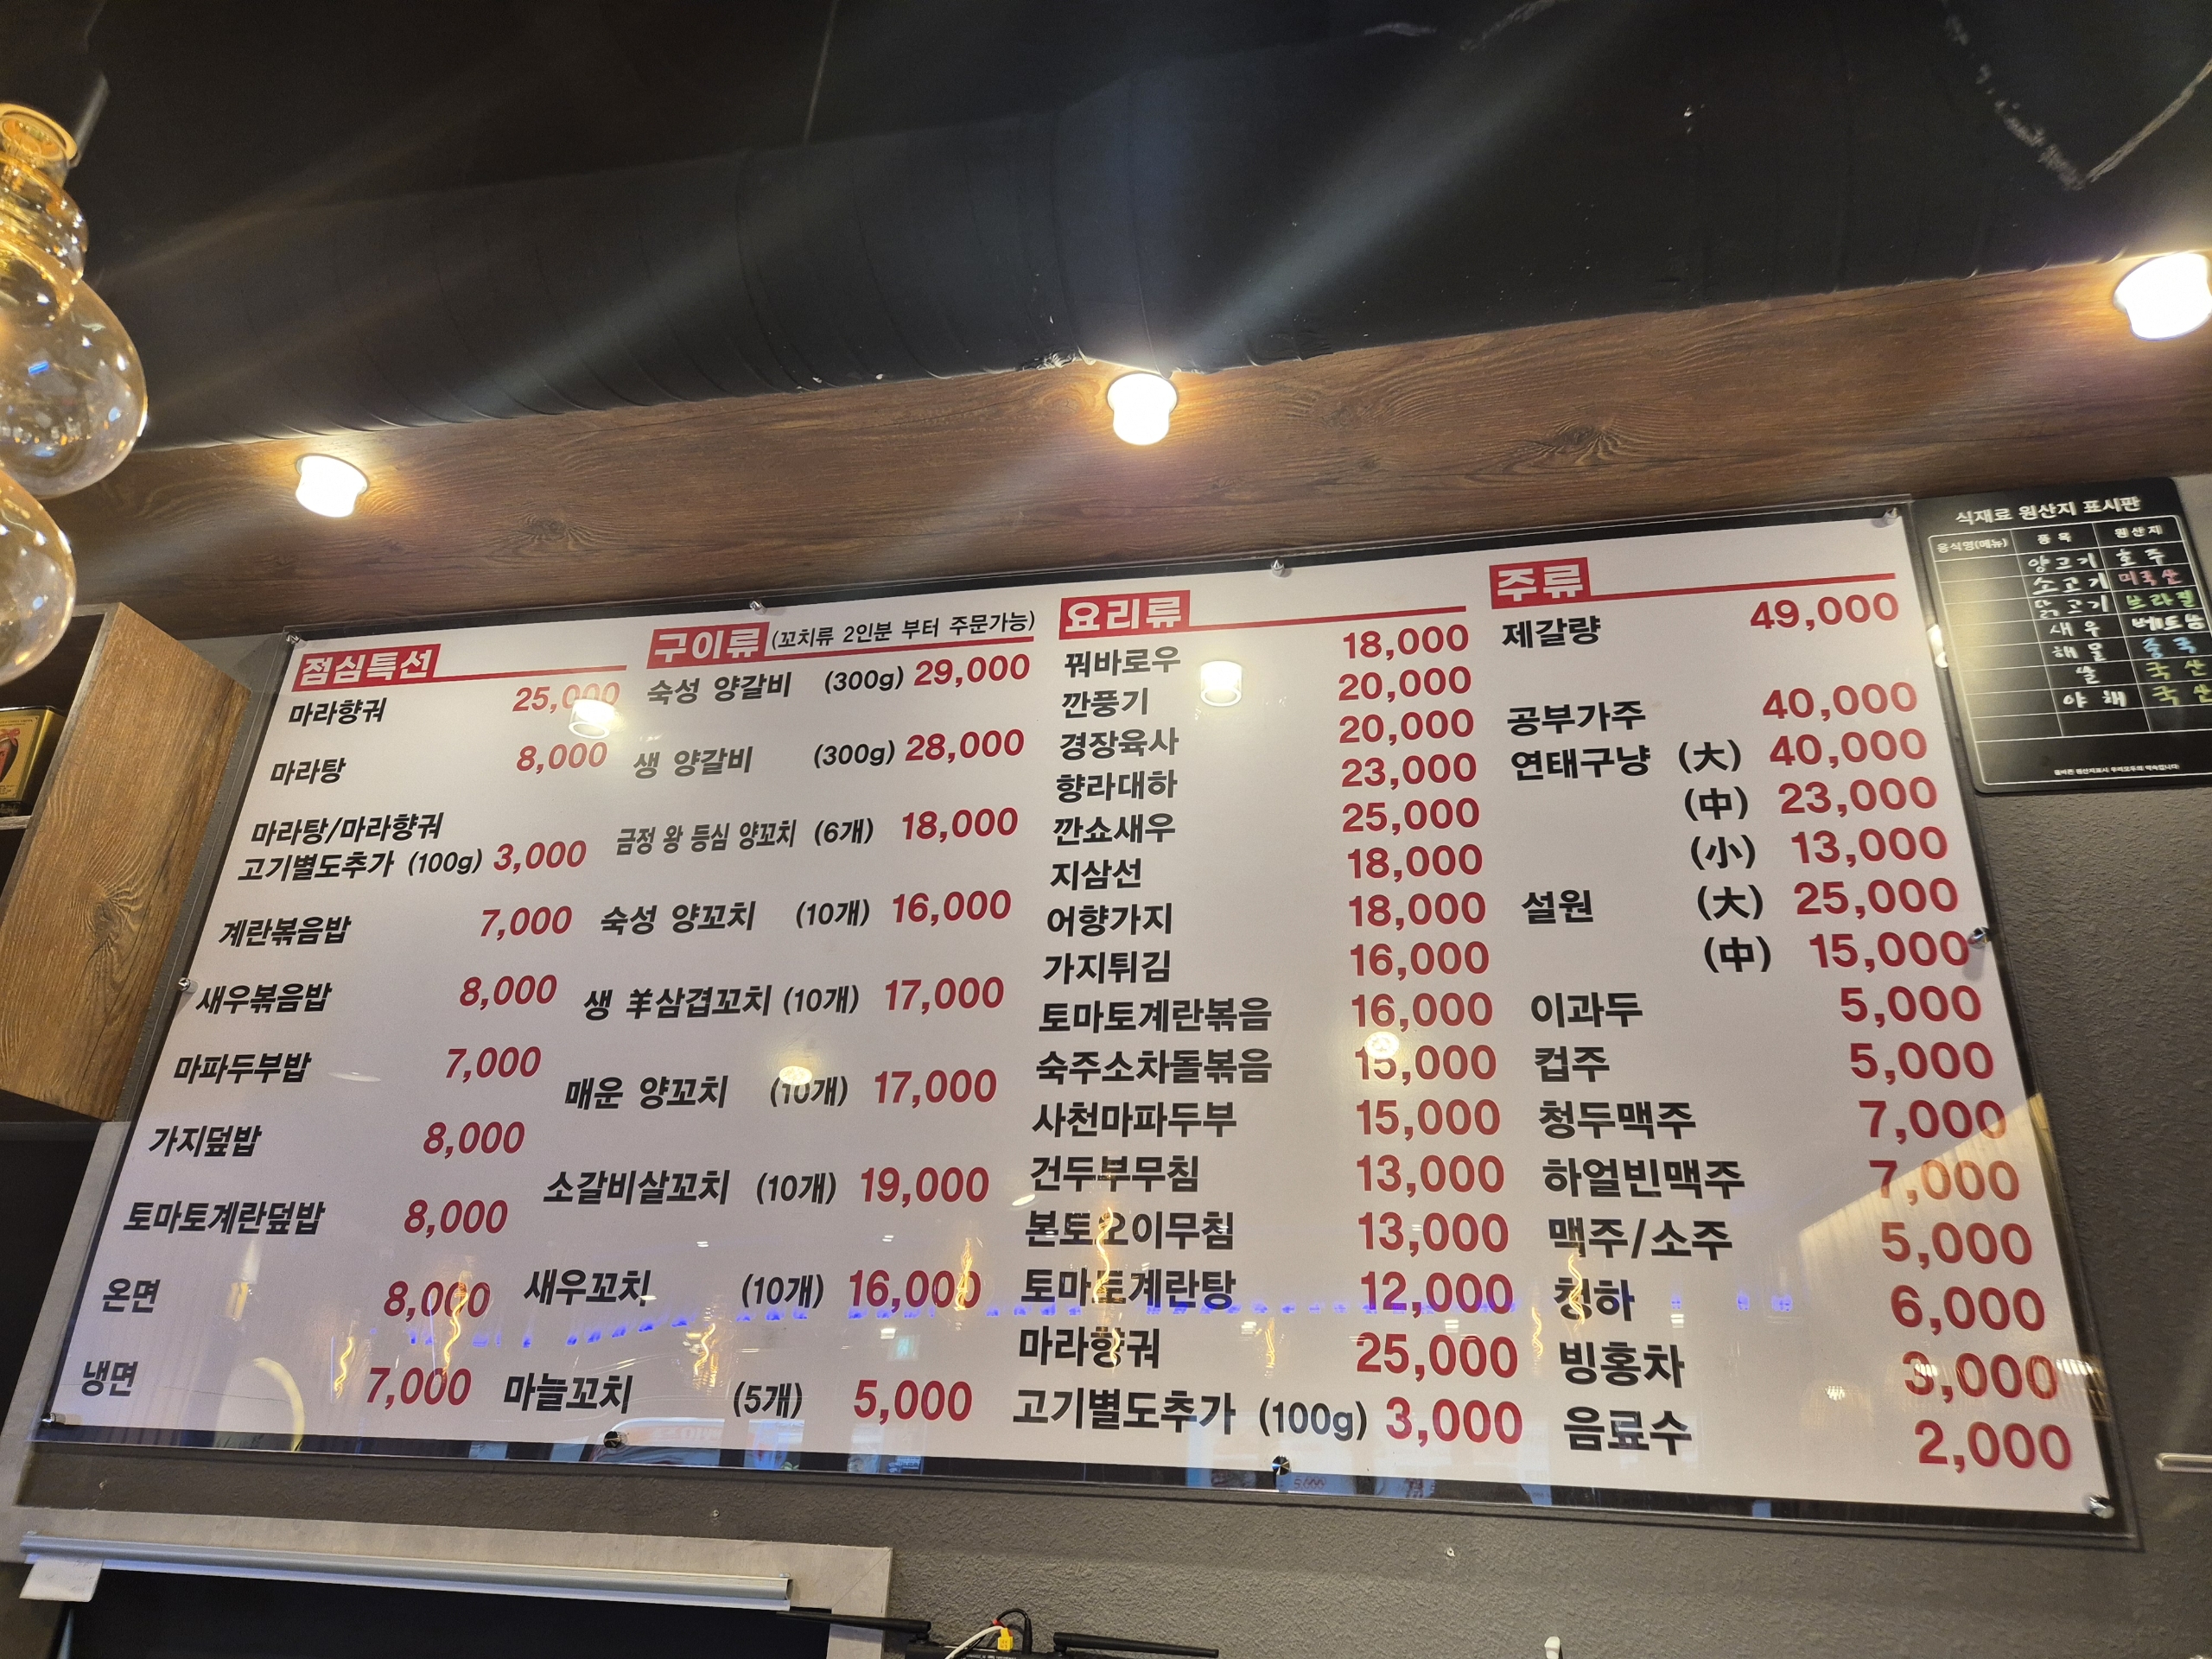 점심특선
마라향궈 25,000
마라탕 8,000
마라탕/마라향궈
고기별도추가 (100g) 3,000
계란볶음밥 7,000
새우볶음밥 8,000
마파두부밥 7,000
가지덮밥 8,000
토마토계란덮밥 8,000
온면 8,000
냉면 7,000
구이류 (꼬치류 2인분 부터 주문가능)
숙성 양갈비 (300g) 29,000
생 양갈비 (300g) 28,000
금정 왕 등심 양꼬치 (6개) 18,000
숙성 양꼬치 (10개) 16,000
생 羊삼겹꼬치 (10개) 17,000
매운 양꼬치 (10개) 17,000
소갈비살꼬치 (10개) 19,000
새우꼬치 (10개) 16,000
마늘꼬치 (5개) 5,000
요리류
꿔바로우 18,000
깐풍기 20,000
경장육사 20,000
향라대하 23,000
깐쇼새우 25,000
지삼선 18,000
어향가지 18,000
가지튀김 16,000
토마토계란볶음 16,000
숙주소차돌볶음 15,000
사천마파두부 15,000
건두부무침 13,000
본토오이무침 13,000
토마토계란탕 12,000
마라향궈 25,000
고기별도추가 (100g) 3,000
주류
제갈량 49,000
공부가주 40,000
연태구냥 (大) 40,000
(中) 23,000
(小) 13,000
설원 (大) 25,000
(中) 15,000
이과두 5,000
컵주 5,000
청두맥주 7,000
하얼빈맥주 7,000
맥주/소주 5,000
청하 6,000
빙홍차 3,000
음료수 2,000
식재료 원산지 표시판
음식명(메뉴) 품목 원산지
양고기 호주
소고기 미국산
닭고기 브라질
새우 베트남
해물 중국
쌀 국산
야채 국산